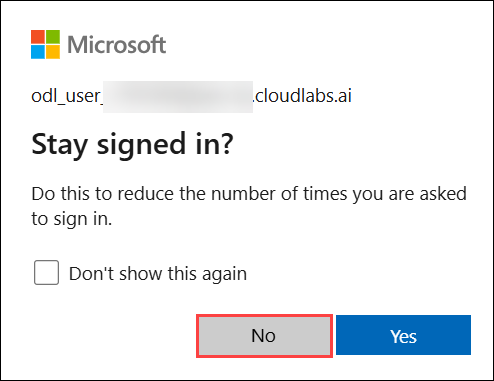 Microsoft
odl_user_ .cloudlabs.ai
Stay signed in?
Do this to reduce the number of times you are asked
to sign in.
Don't show this again
No
Yes